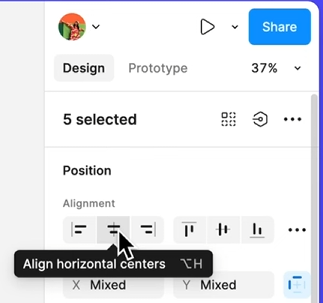 Share
Design Prototype 37%
5 selected
Position
Alignment
Align horizontal centers ⌥H
X Mixed Y Mixed